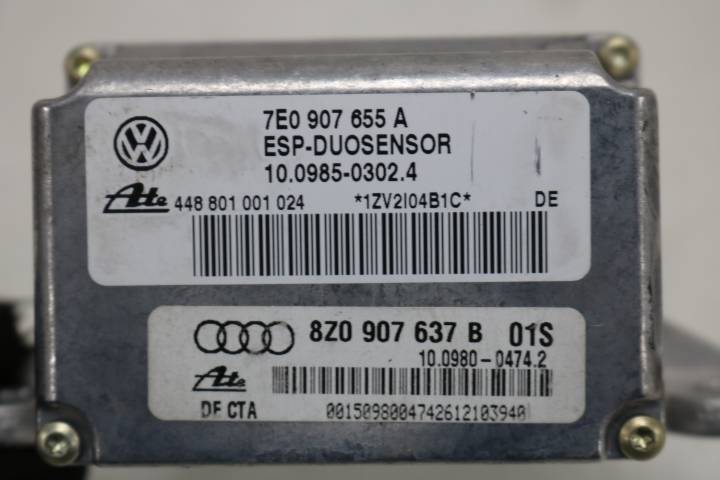 7E0 907 655 A
ESP-DUOSENSOR
10.0985-0302.4
Ate 448 801 001 024 *1ZV2I04B1C* DE
8Z0 907 637 B 01S
10.0980-0474.2
Ate
DE CTA 0015098004742612103940